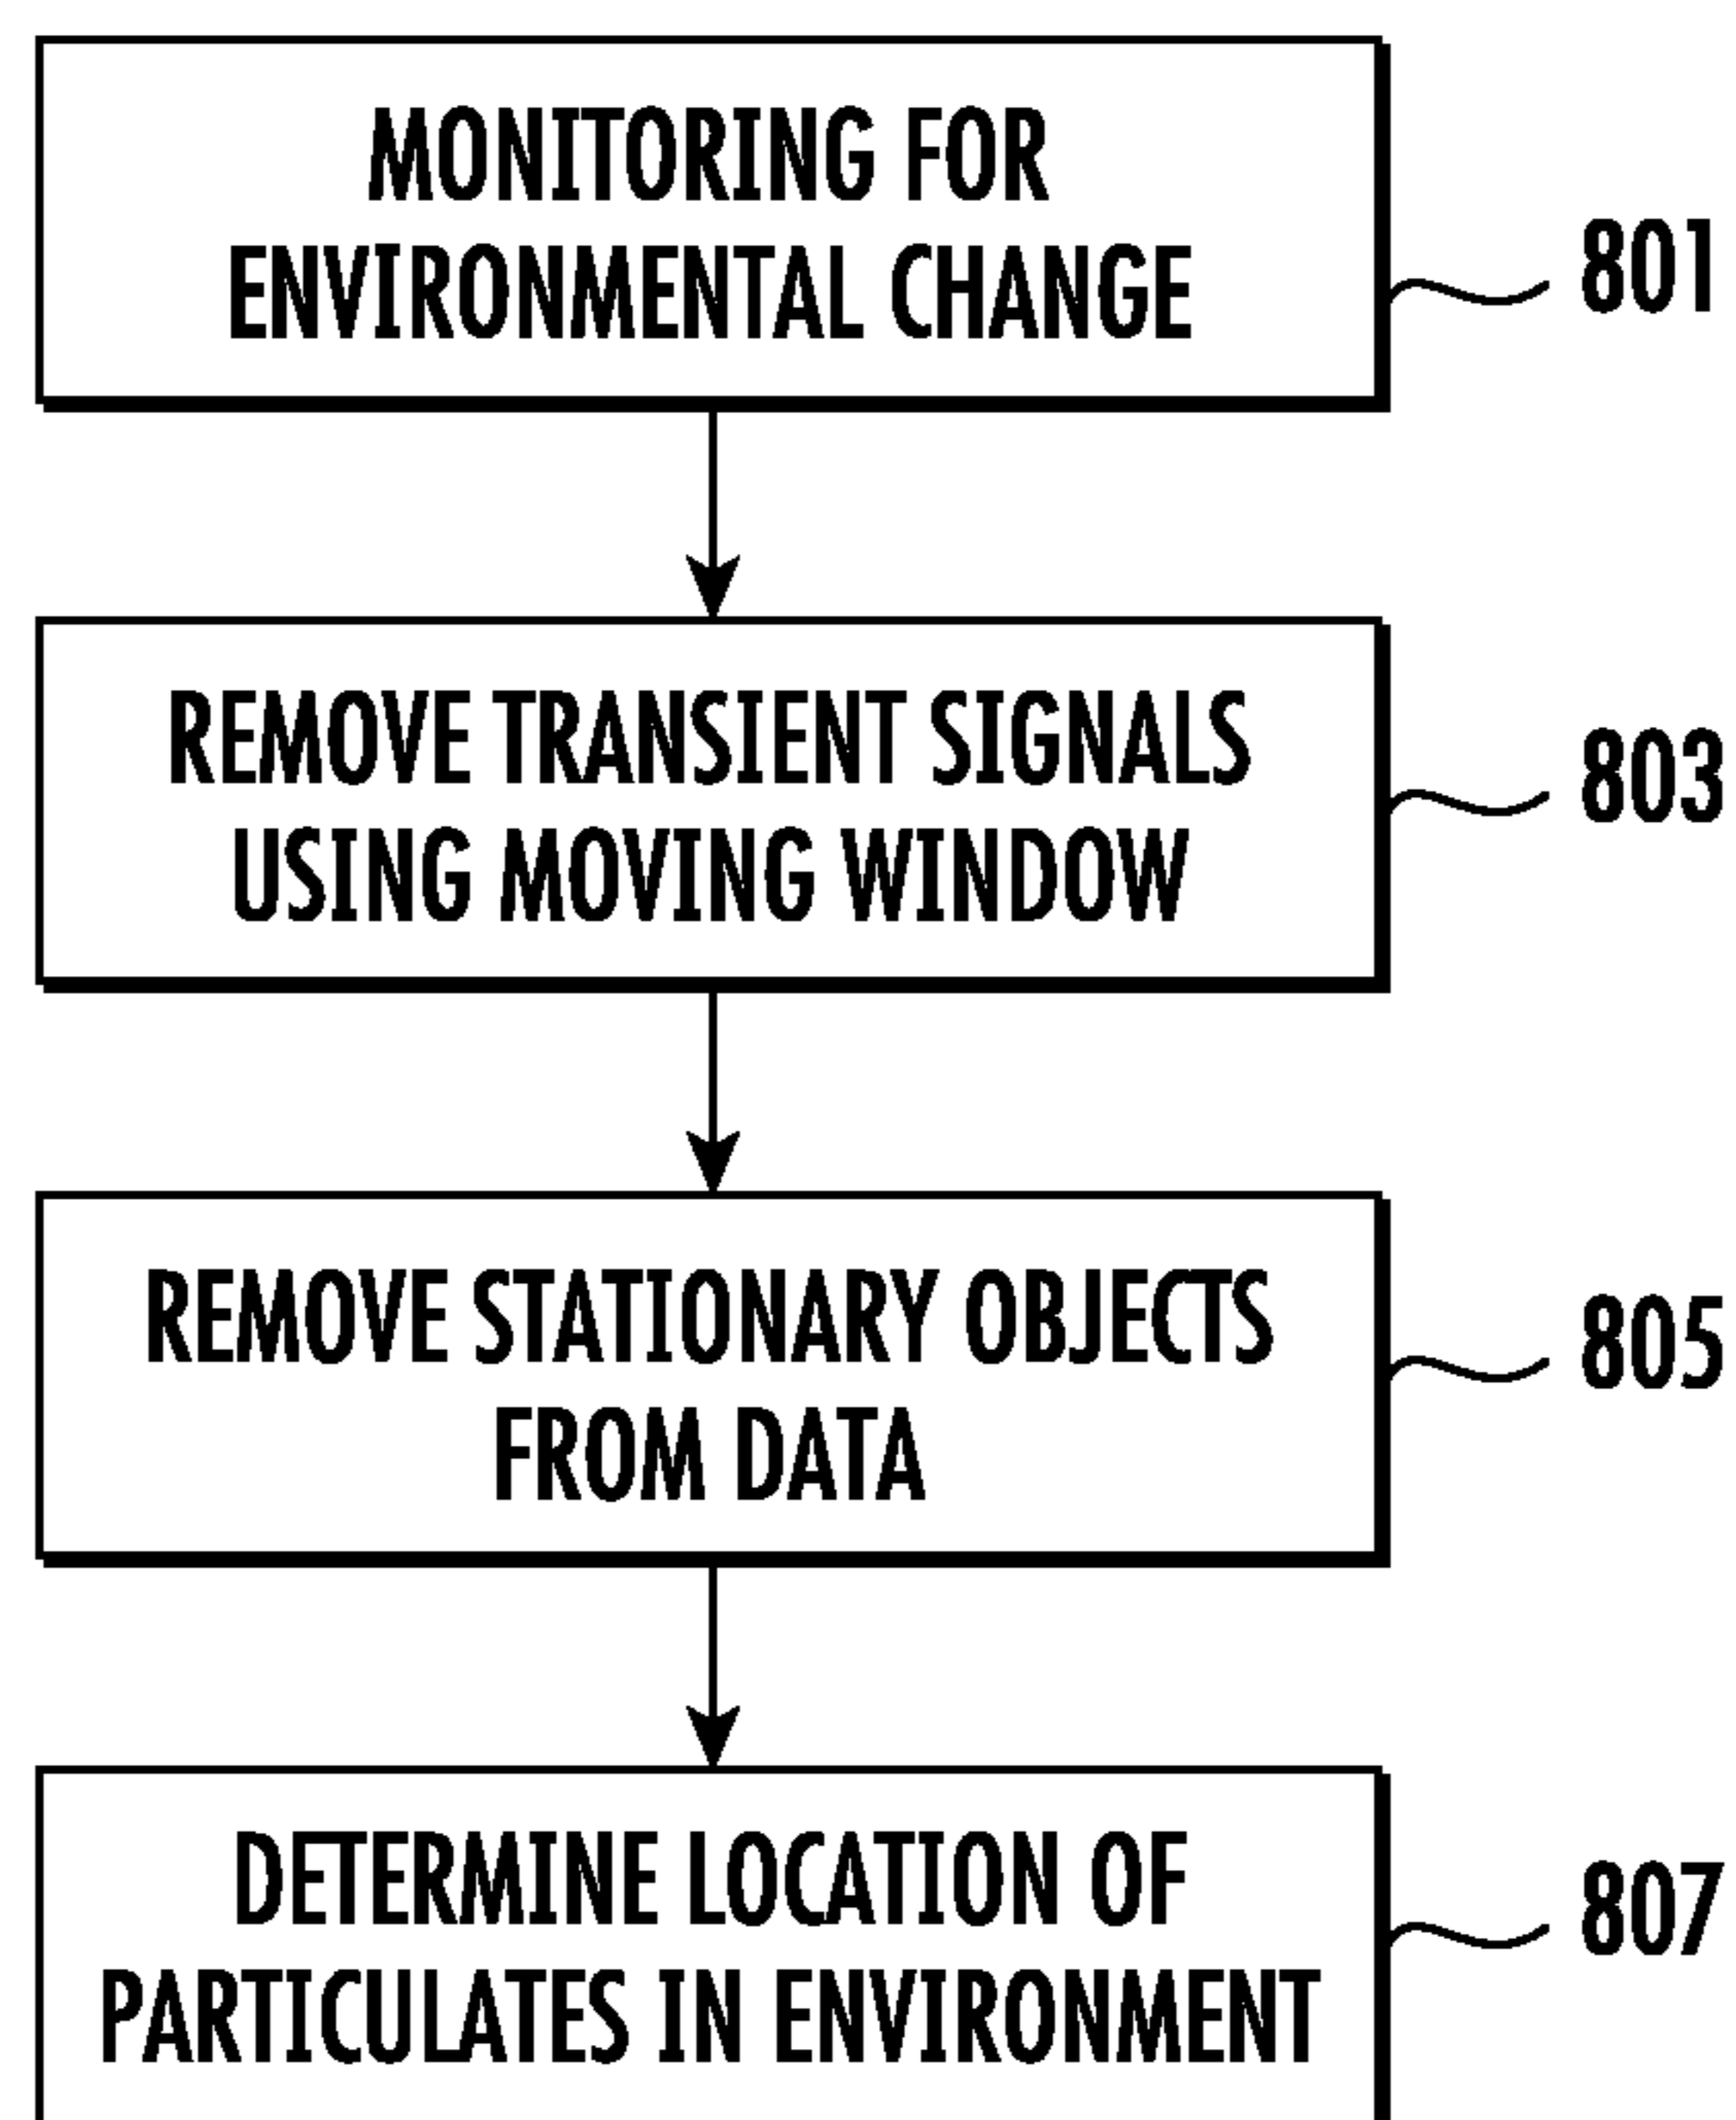 MONITORING FOR
ENVIRONMENTAL CHANGE
801
REMOVE TRANSIENT SIGNALS
USING MOVING WINDOW
803
REMOVE STATIONARY OBJECTS
FROM DATA
805
DETERMINE LOCATION OF
PARTICULATES IN ENVIRONMENT
807